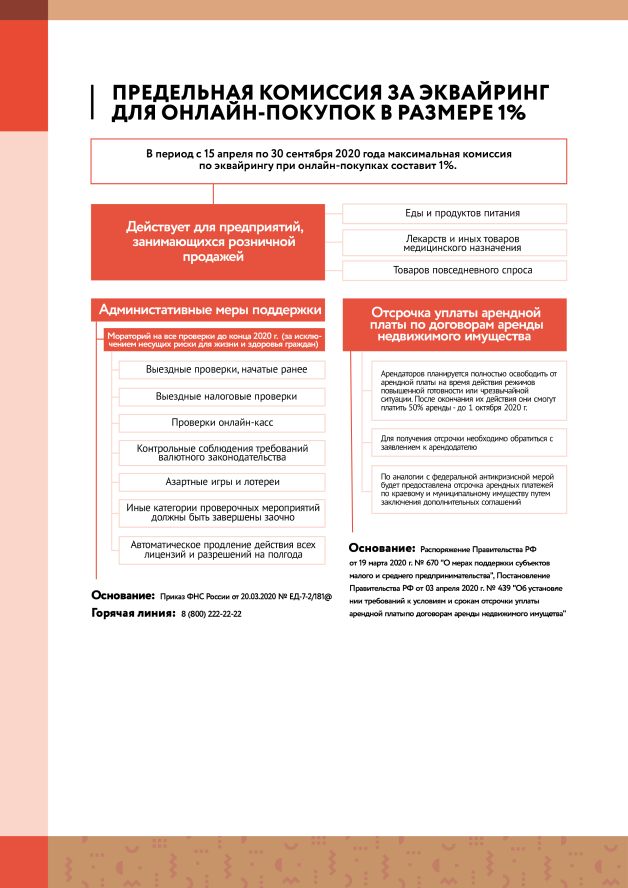 ПРЕДЕЛЬНАЯ КОМИССИЯ ЗА ЭКВАЙРИНГ
ДЛЯ ОНЛАЙН-ПОКУПОК В РАЗМЕРЕ 1%
В период с 15 апреля по 30 сентября 2020 года максимальная комиссия
по эквайрингу при онлайн-покупках составит 1%.
Действует для предприятий,
занимающихся розничной
продажей
Еды и продуктов питания
Лекарств и иных товаров
медицинского назначения
Товаров повседневного спроса
Администативные меры поддержки
Мораторий на все проверки до конца 2020 г. (за исклю-
чением несущих риски для жизни и здоровья граждан)
Выездные проверки, начатые ранее
Выездные налоговые проверки
Проверки онлайн-касс
Контрольные соблюдения требований
валютного законодательства
Азартные игры и лотереи
Иные категории проверочных мероприятий
должны быть завершены заочно
Автоматическое продление действия всех
лицензий и разрешений на полгода
Основание: Приказ ФНС России от 20.03.2020 № ЕД-7-2/181@
Горячая линия: 8 (800) 222-22-22
Отсрочка уплаты арендной
платы по договорам аренды
недвижимого имущества
Арендаторов планируется полностью освободить от
арендной платы на время действия режимов
повышенной готовности или чрезвычайной
ситуации. После окончания их действия они смогут
платить 50% аренды - до 1 октября 2020 г.
Для получения отсрочки необходимо обратиться с
заявлением к арендодателю
По аналогии с федеральной антикризисной мерой
будет предоставлена отсрочка арендных платежей
по краевому и муниципальному имуществу путем
заключения дополнительных соглашений
Основание: Распоряжение Правительства РФ
от 19 марта 2020 г. № 670 "О мерах поддержки субъектов
малого и среднего предпринимательства", Постановление
Правительства РФ от 03 апреля 2020 г. № 439 "Об установле
нии требований к условиям и срокам отсрочки уплаты
арендной платы по договорам аренды недвижимого имущетва"